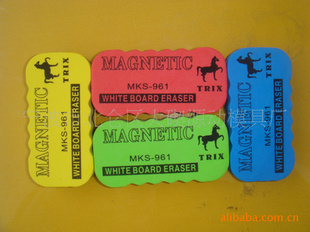 MAGNETIC
TRIX
MKS-961
WHITE BOARD ERASER
MAGNETIC
MKS-961
TRIX
WHITE BOARD ERASER
MAGNETIC
MKS-961
TRIX
WHITE BOARD ERASER
MAGNETIC
TRIX
MKS-961
WHITE BOARD ERASER
alibaba.com.cn